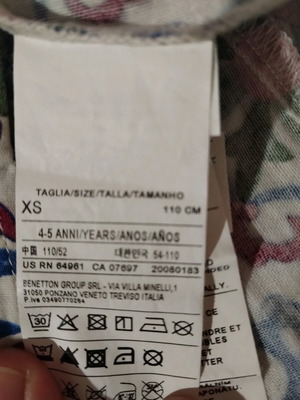 TAGLIA/SIZE/TALLA/TAMANHO
XS 110 CM
4-5 ANNI/YEARS/ANOS/AÑOS
中国 110/52 대한민국 54-110
US RN 64961 CA 07697 20080183
BENETTON GROUP SRL - VIA VILLA MINELLI,1
31050 PONZANO VENETO TREVISO ITALIA
P.Iva 03490770264
30